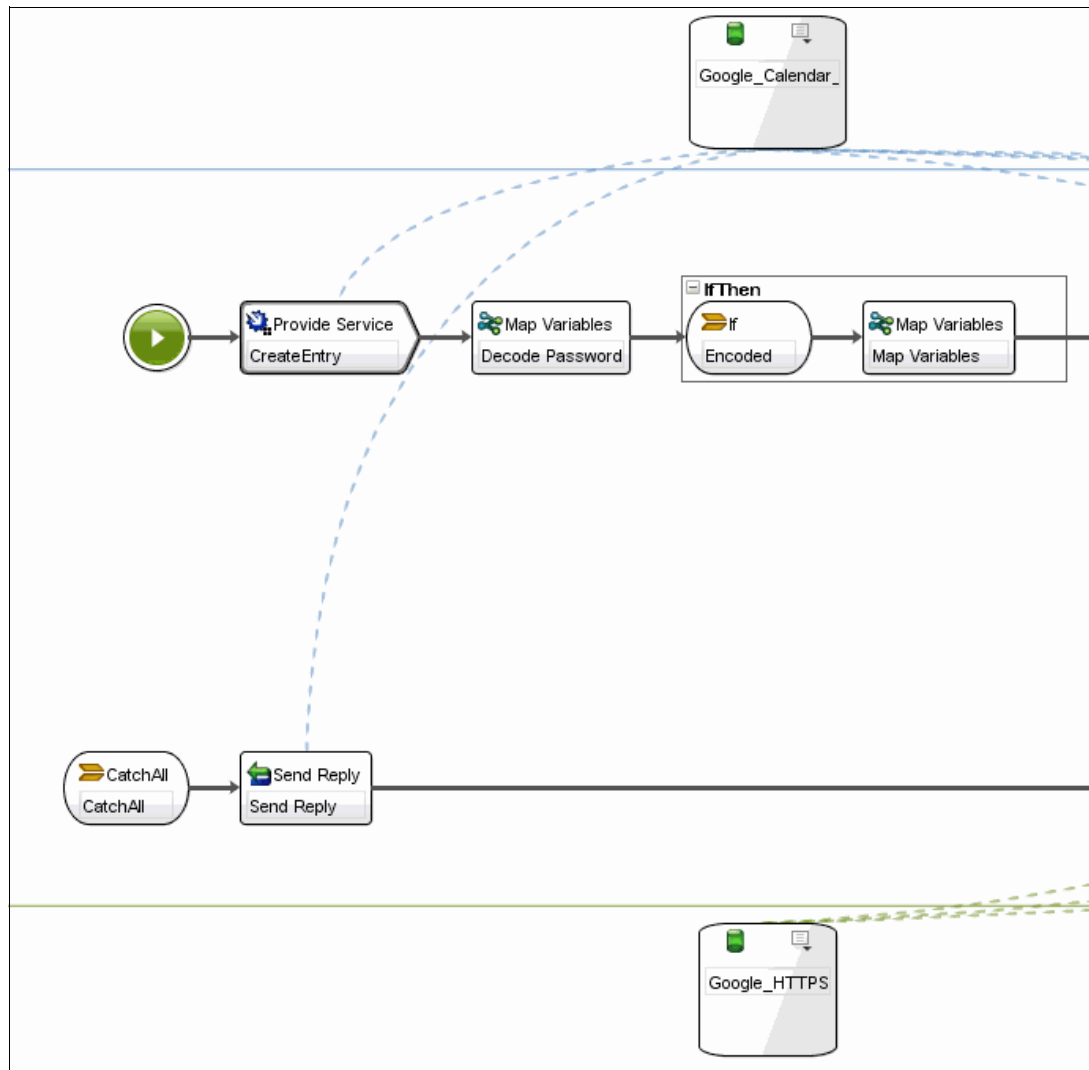 Google_Calendar_
IfThen
Provide Service
CreateEntry
Map Variables
Decode Password
If
Encoded
Map Variables
Map Variables
CatchAll
CatchAll
Send Reply
Send Reply
Google_HTTPS